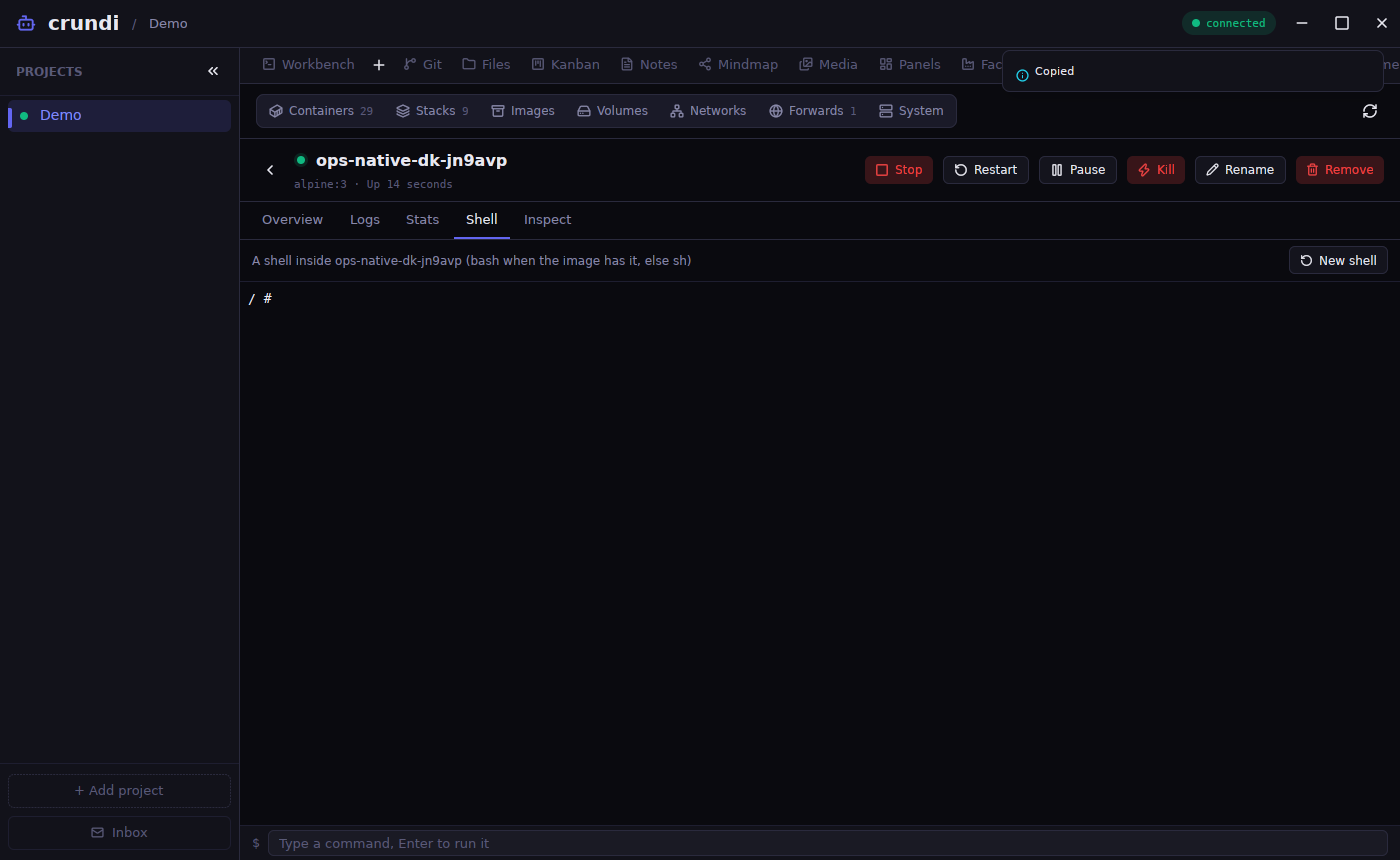 crundi / Demo
connected
PROJECTS
Workbench + Git Files Kanban Notes Mindmap Media Panels Fac
Copied
Demo
Containers 29 Stacks 9 Images Volumes Networks Forwards 1 System
ops-native-dk-jn9avp
alpine:3 · Up 14 seconds
Stop Restart Pause Kill Rename Remove
Overview Logs Stats Shell Inspect
A shell inside ops-native-dk-jn9avp (bash when the image has it, else sh)
New shell
/ #
+ Add project
Inbox
$ Type a command, Enter to run it